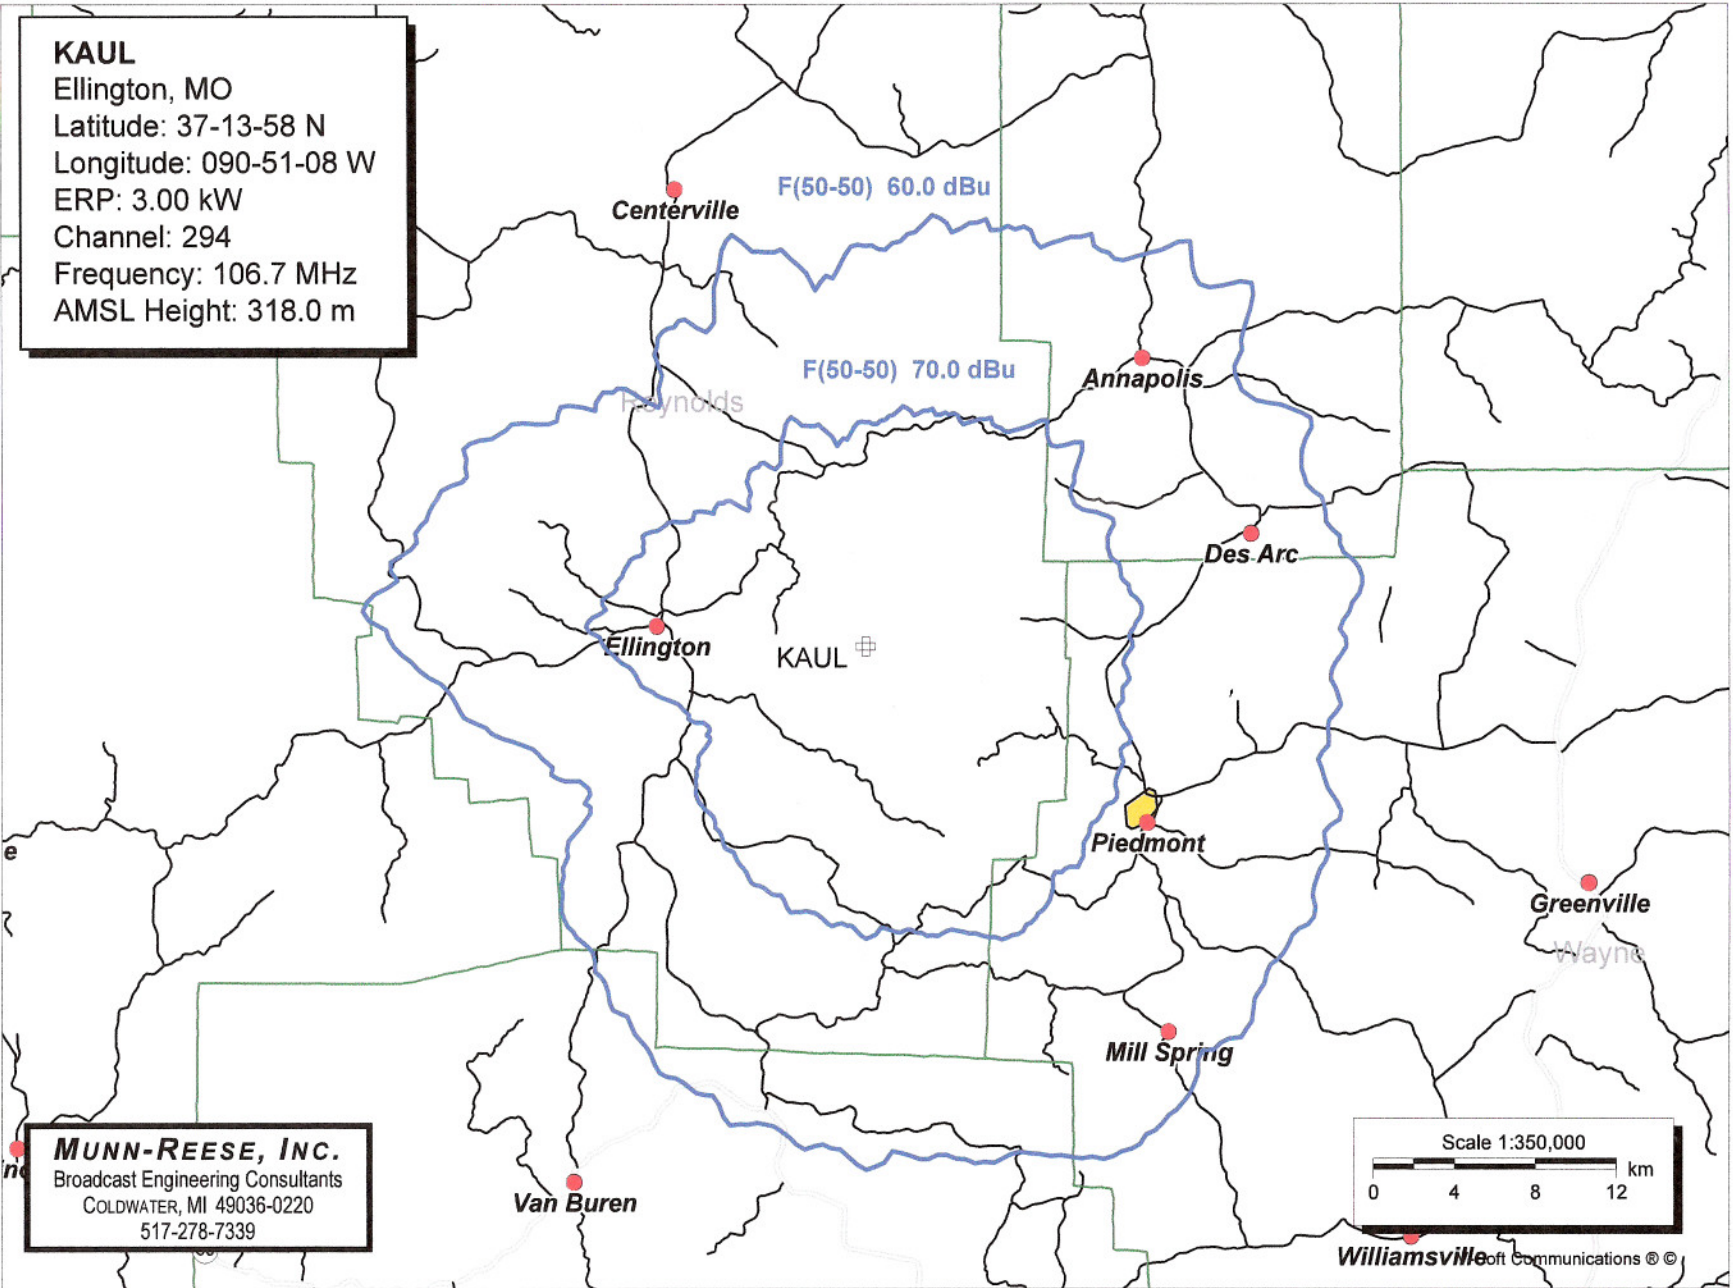 KAUL
Ellington, MO
Latitude: 37-13-58 N
Longitude: 090-51-08 W
ERP: 3.00 kW
Channel: 294
Frequency: 106.7 MHz
AMSL Height: 318.0 m
F(50-50) 60.0 dBu
Centerville
F(50-50) 70.0 dBu
Annapolis
Reynolds
Des Arc
Ellington
KAUL
Piedmont
e
Greenville
Wayne
Mill Spring
MUNN-REESE, INC.
Broadcast Engineering Consultants
COLDWATER, MI 49036-0220
517-278-7339
Van Buren
Scale 1:350,000
km
0 4 8 12
Williamsville
oft Communications ® ©